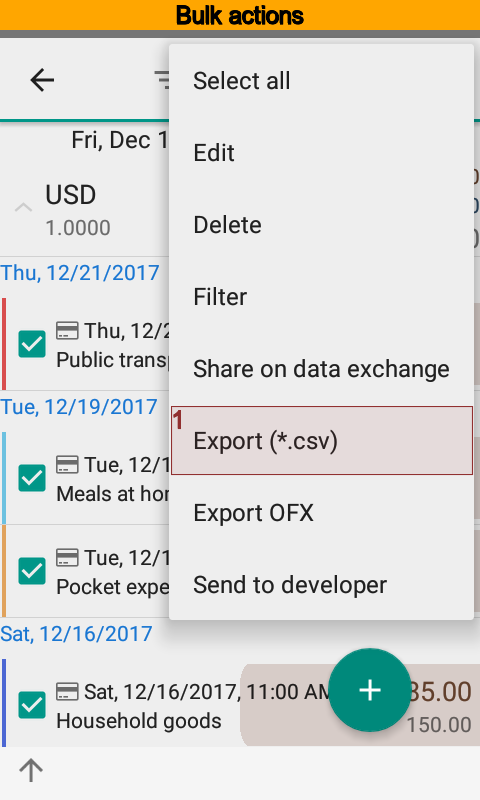 Bulk actions
Select all
Fri, Dec 1
Edit
USD
1.0000
Delete
Thu, 12/21/2017
Filter
Thu, 12/2
Public trans
Share on data exchange
Tue, 12/19/2017
1
Export (*.csv)
Tue, 12/1
Meals at ho
Export OFX
Tue, 12/1
Pocket expe
Send to developer
Sat, 12/16/2017
Sat, 12/16/2017, 11:00 AM
35.00
Household goods
150.00